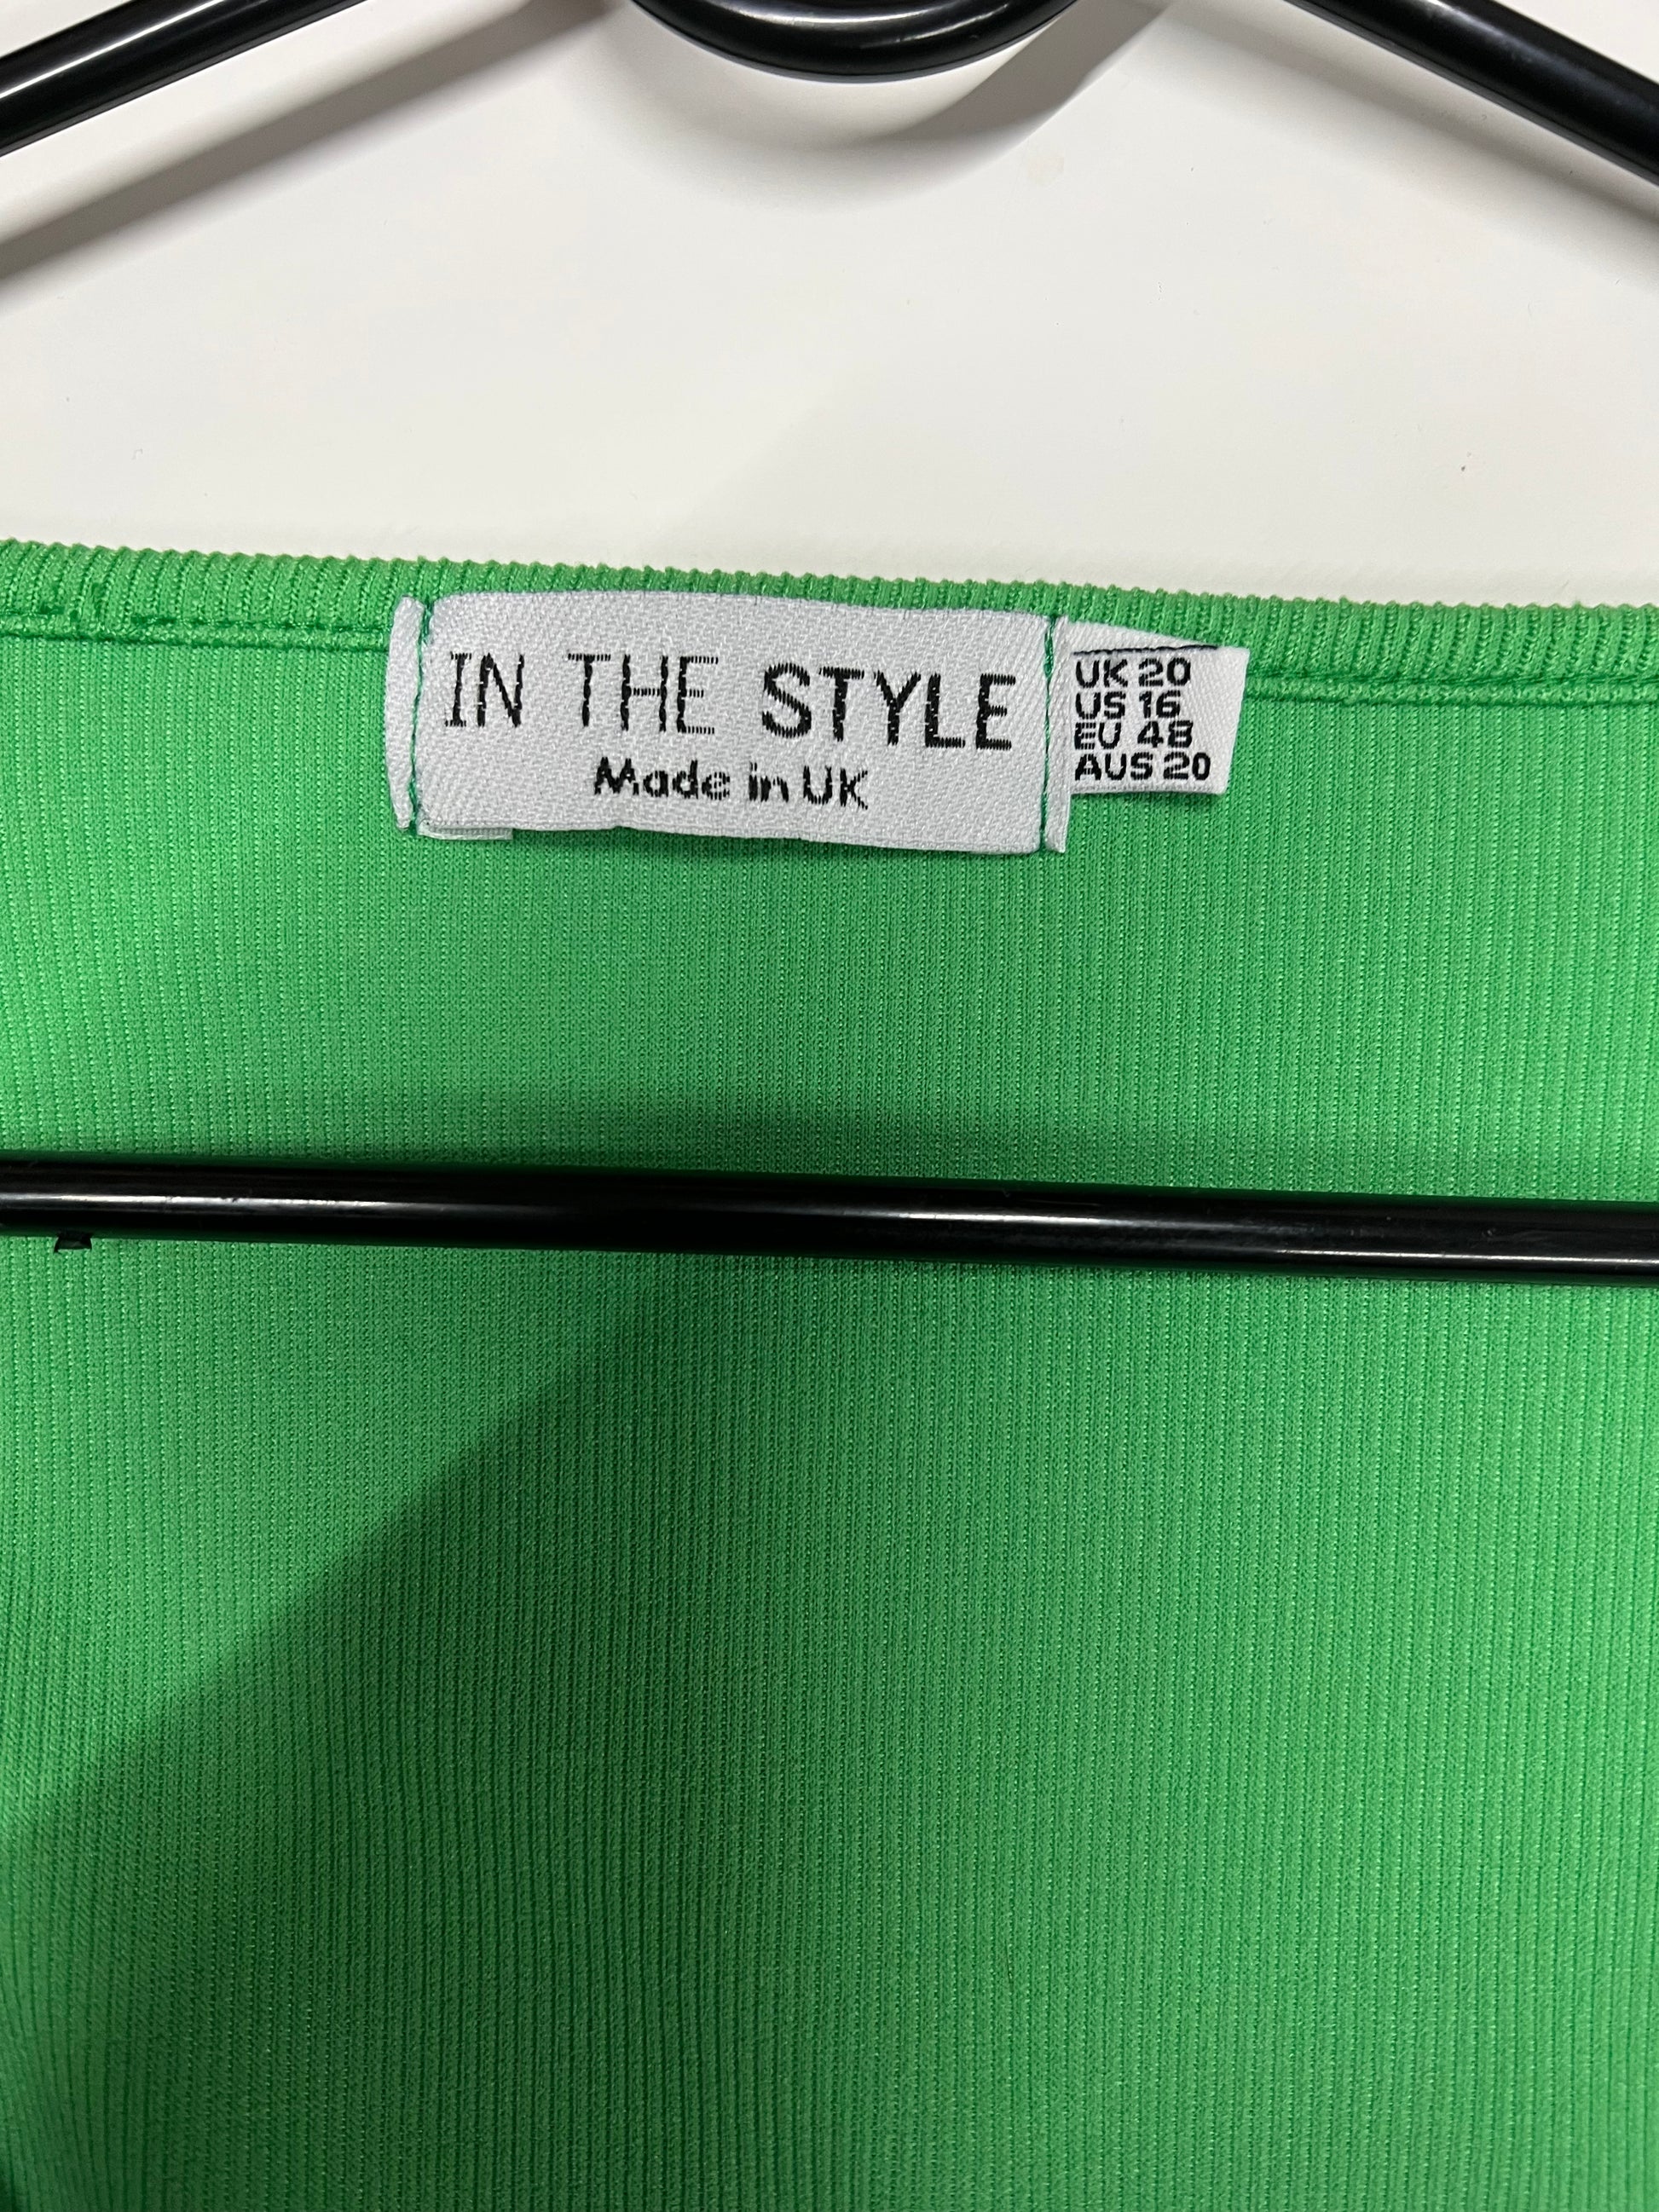 IN THE STYLE
Made in UK
UK 20
US 16
EU 48
AUS 20